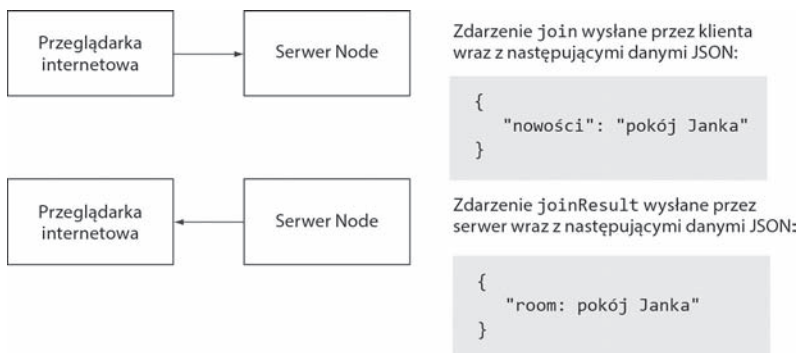 Przeglądarka
internetowa
Serwer Node
Zdarzenie join wysłane przez klienta
wraz z następującymi danymi JSON:
{
"nowości": "pokój Janka"
}
Przeglądarka
internetowa
Serwer Node
Zdarzenie joinResult wysłane przez
serwer wraz z następującymi danymi JSON:
{
"room: pokój Janka"
}